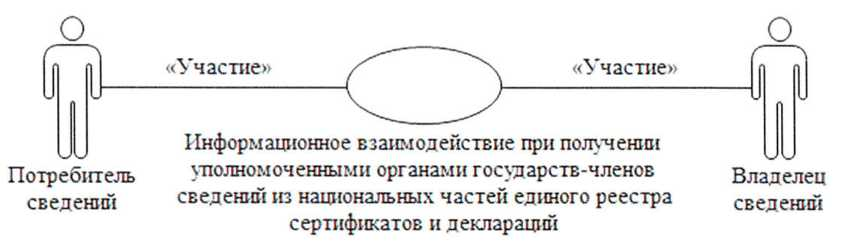 «Участие»
«Участие»
Потребитель
сведений
Информационное взаимодействие при получении
уполномоченными органами государств-членов
сведений из национальных частей единого реестра
сертификатов и деклараций
Владелец
сведений